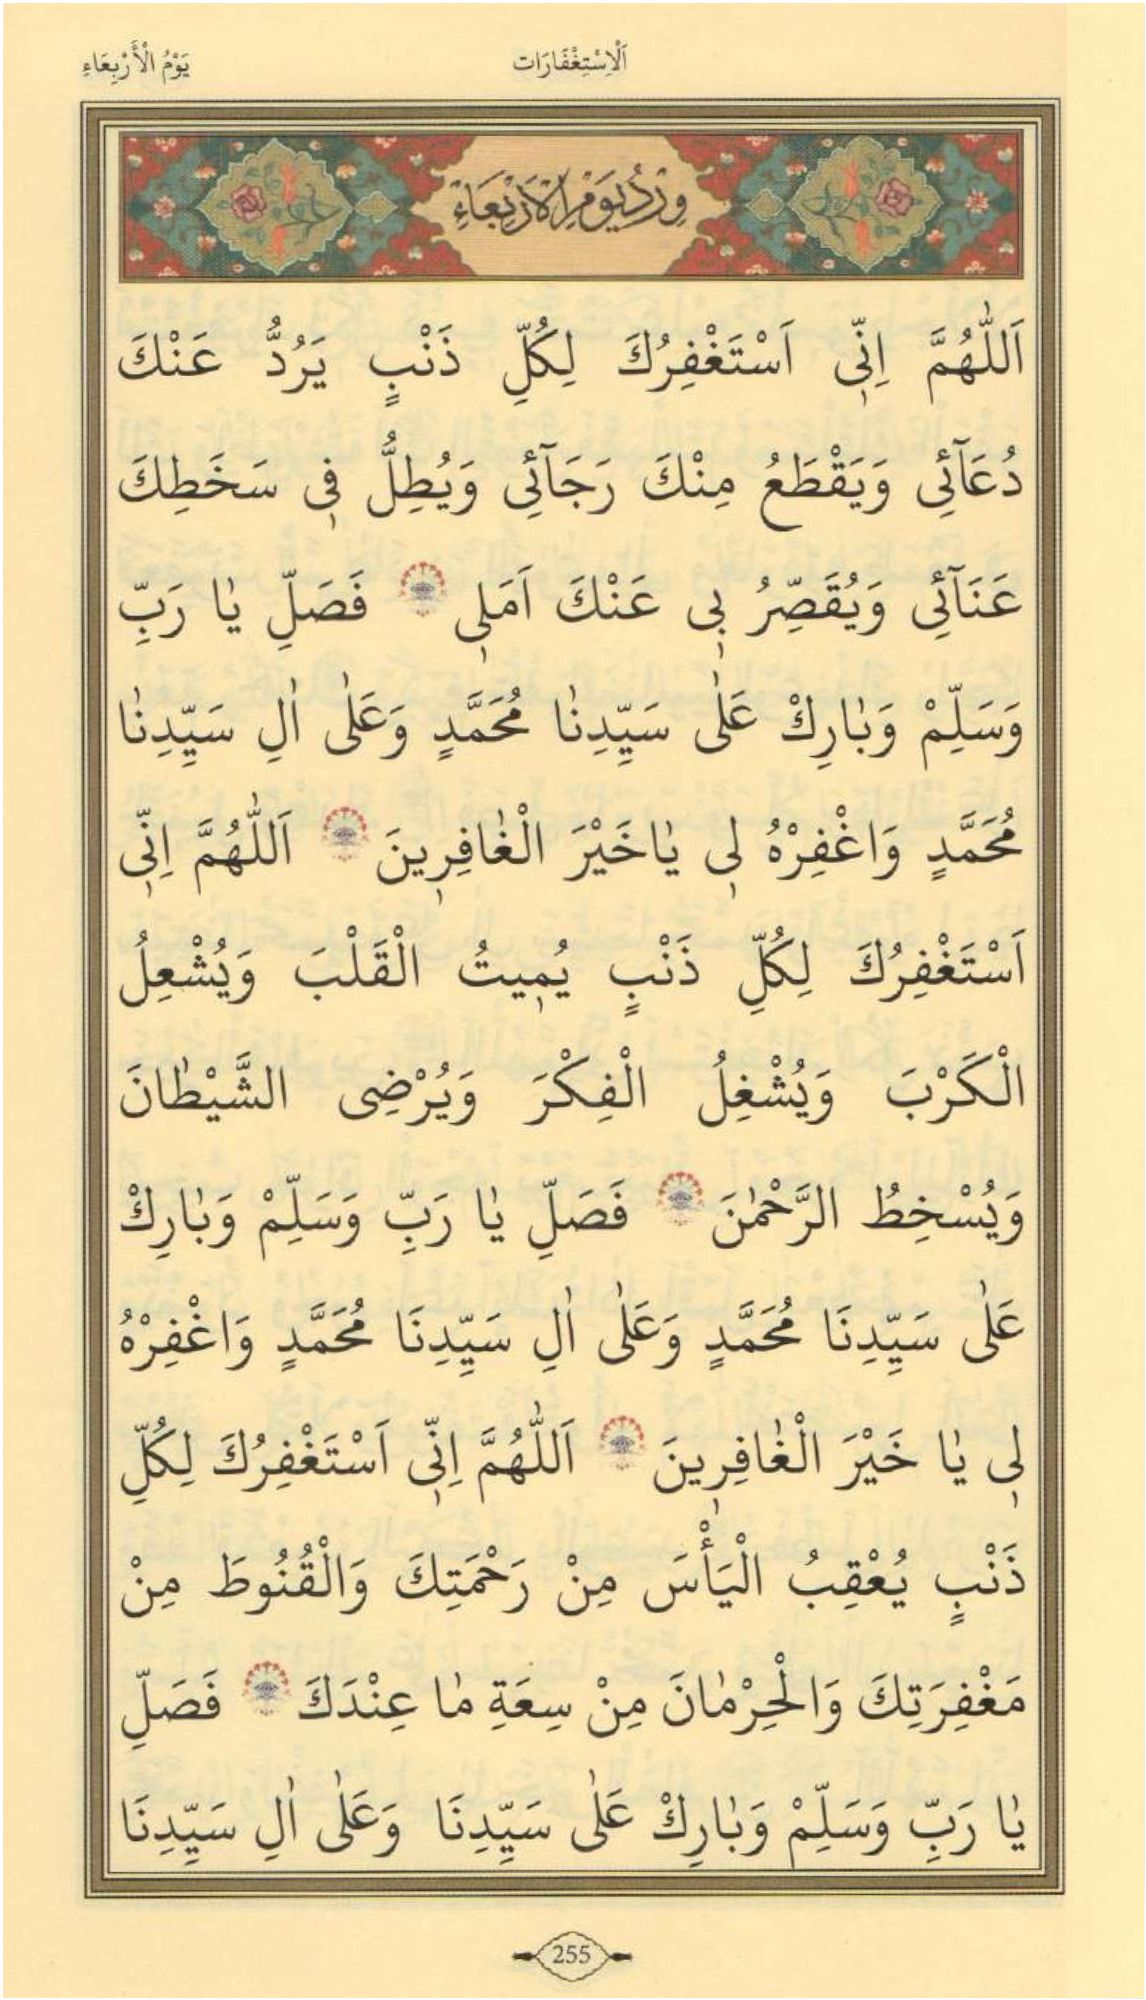 يَوْمُ الْأَرْبِعَاءِ
اَلْاِسْتِغْفَارَات
وِرْدُ يَوْمِ الْاَرْبَعَاءِ
اَللّٰهُمَّ اِنّٖى اَسْتَغْفِرُكَ لِكُلِّ ذَنْبٍ يَرُدُّ عَنْكَ
دُعَآئِى وَيَقْطَعُ مِنْكَ رَجَآئِى وَيُطِلُّ فٖى سَخَطِكَ
عَنَآئِى وَيُقَصِّرُ بٖى عَنْكَ اَمَلٖى فَصَلِّ يٰا رَبِّ
وَسَلِّمْ وَبٰارِكْ عَلٰى سَيِّدِنٰا مُحَمَّدٍ وَعَلٰى اٰلِ سَيِّدِنٰا
مُحَمَّدٍ وَاغْفِرْهُ لٖى يٰاخَيْرَ الْغٰافِرٖينَ اَللّٰهُمَّ اِنّٖى
اَسْتَغْفِرُكَ لِكُلِّ ذَنْبٍ يُمٖيتُ الْقَلْبَ وَيُشْعِلُ
الْكَرْبَ وَيُشْغِلُ الْفِكْرَ وَيُرْضِى الشَّيْطٰانَ
وَيُسْخِطُ الرَّحْمٰنَ فَصَلِّ يٰا رَبِّ وَسَلِّمْ وَبٰارِكْ
عَلٰى سَيِّدِنَا مُحَمَّدٍ وَعَلٰى اٰلِ سَيِّدِنَا مُحَمَّدٍ وَاغْفِرْهُ
لٖى يٰا خَيْرَ الْغٰافِرٖينَ اَللّٰهُمَّ اِنّٖى اَسْتَغْفِرُكَ لِكُلِّ
ذَنْبٍ يُعْقِبُ الْيَأْسَ مِنْ رَحْمَتِكَ وَالْقُنُوطَ مِنْ
مَغْفِرَتِكَ وَالْحِرْمٰانَ مِنْ سِعَةِ مٰا عِنْدَكَ فَصَلِّ
يٰا رَبِّ وَسَلِّمْ وَبٰارِكْ عَلٰى سَيِّدِنَا وَعَلٰى اٰلِ سَيِّدِنَا
255